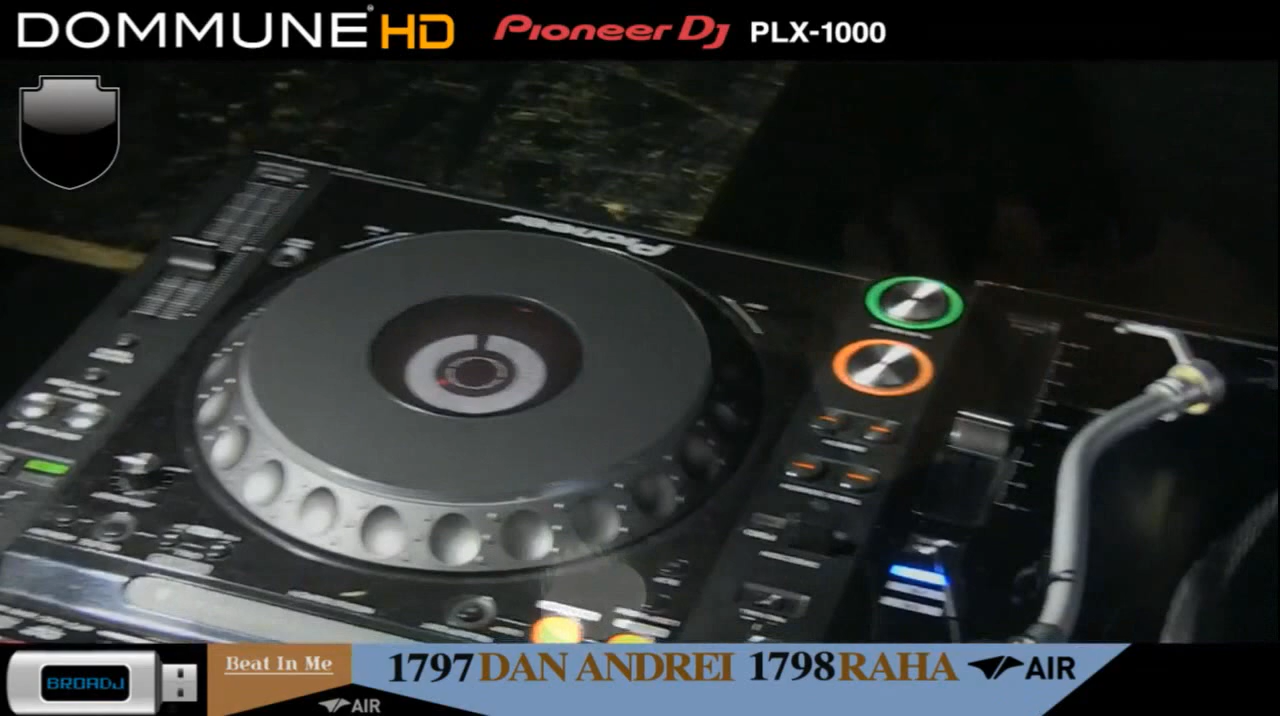 DOMMUNE HD Pioneer Dj PLX-1000
Pioneer
BROADJ
Beat In Me
AIR
1797 DAN ANDREI 1798 RAHA AIR